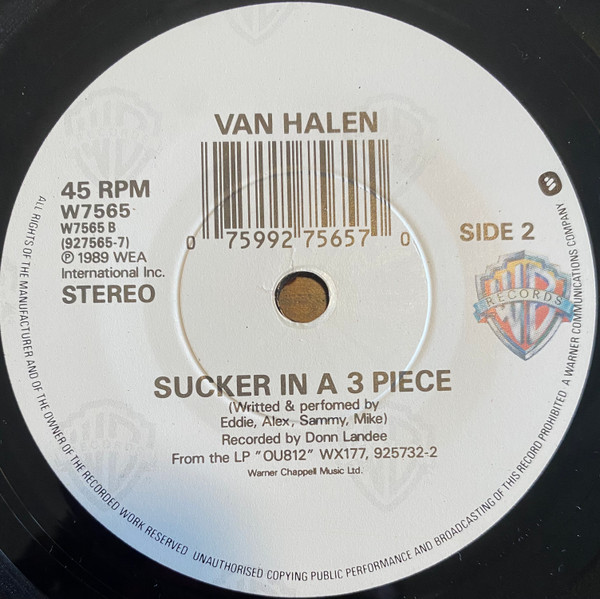 VAN HALEN
45 RPM
W7565
W7565 B
(927565-7)
℗ 1989 WEA
International Inc.
STEREO
0 75992 75657 0
SIDE 2
WB
RECORDS
SUCKER IN A 3 PIECE
(Writted & perfomed by
Eddie, Alex, Sammy, Mike)
Recorded by Donn Landee
From the LP "OU812" WX177, 925732-2
Warner Chappell Music Ltd.
ALL RIGHTS OF THE MANUFACTURER AND OF THE OWNER OF THE RECORDED WORK RESERVED UNAUTHORISED COPYING PUBLIC PERFORMANCE AND BROADCASTING OF THIS RECORD PROHIBITED A WARNER COMMUNICATIONS COMPANY